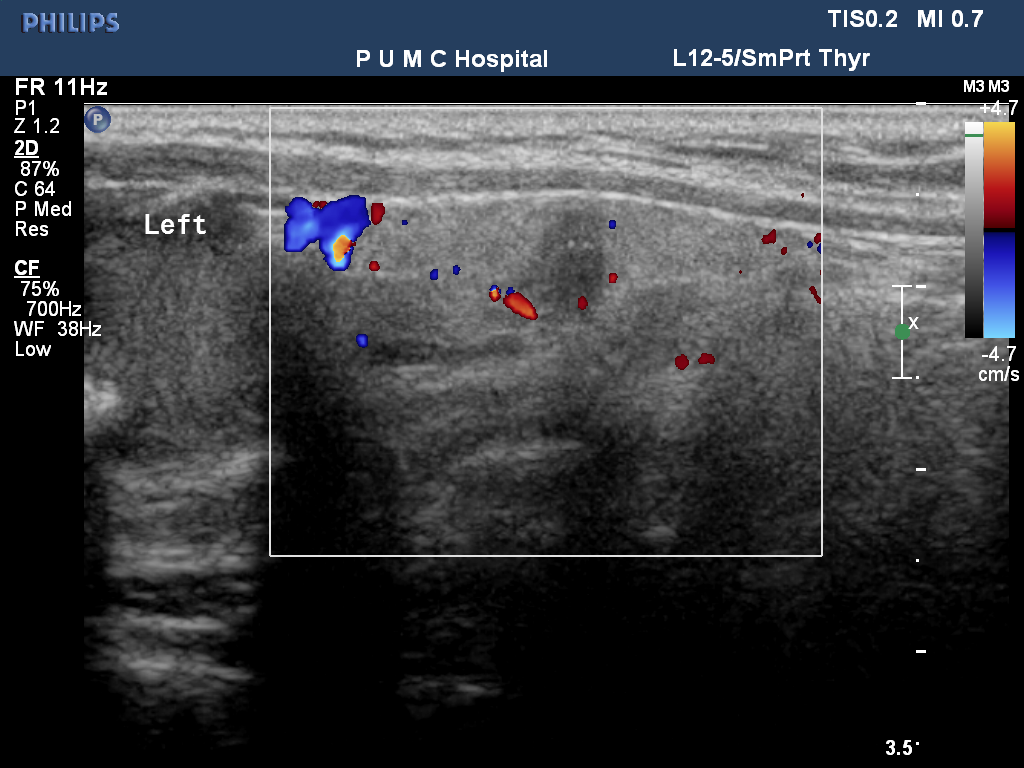 PHILIPS
TIS0.2 MI 0.7
P U M C Hospital
L12-5/SmPrt Thyr
FR 11Hz
P1
Z 1.2
2D
87%
C 64
P Med
Res
CF
75%
700Hz
WF 38Hz
Low
P
Left
M3 M3
+4.7
x
-4.7
cm/s
3.5